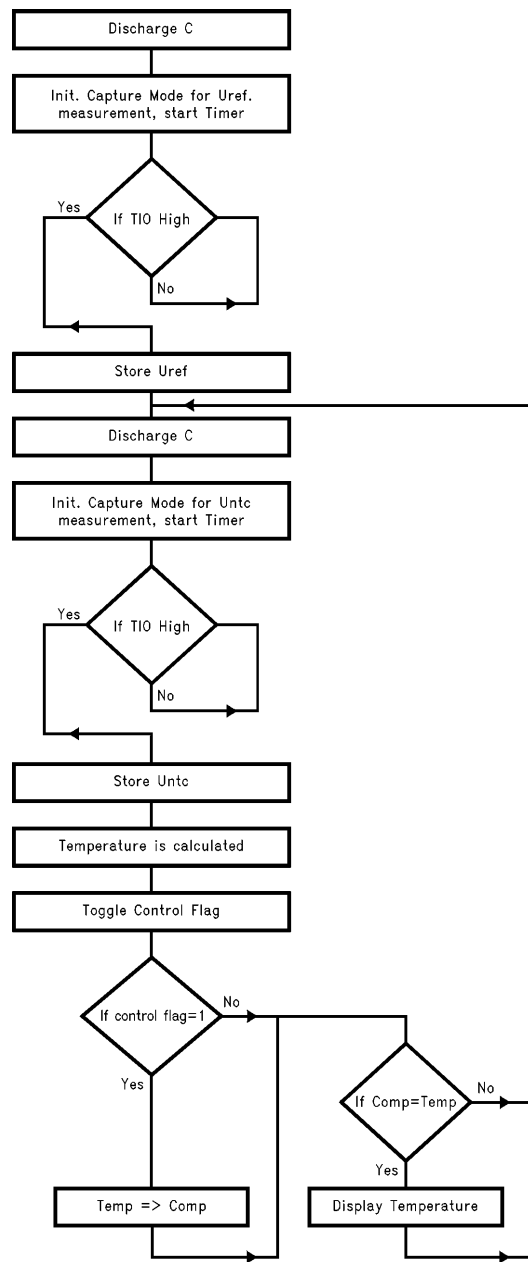 Discharge C
Init. Capture Mode for Uref.
measurement, start Timer
Yes
If TIO High
No
Store Uref
Discharge C
Init. Capture Mode for Untc
measurement, start Timer
Yes
If TIO High
No
Store Untc
Temperature is calculated
Toggle Control Flag
If control flag=1
No
Yes
If Comp=Temp
No
Yes
Temp => Comp
Display Temperature